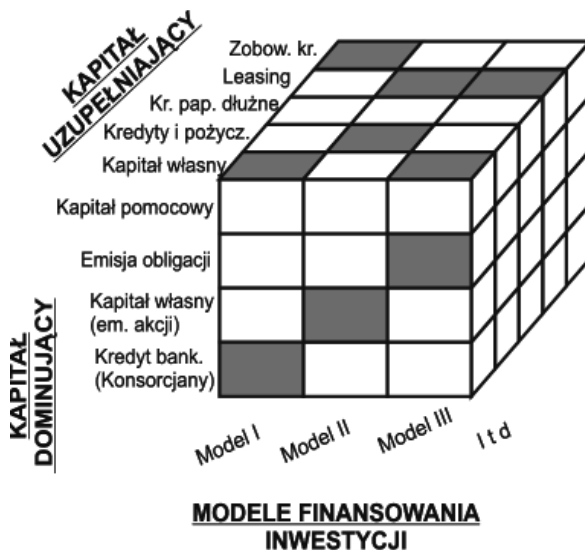 KAPITAŁ
UZUPEŁNIAJĄCY
Zobow. kr.
Leasing
Kr. pap. dłużne
Kredyty i pożycz.
Kapitał własny
Kapitał pomocowy
Emisja obligacji
Kapitał własny
(em. akcji)
Kredyt bank.
(Konsorcjany)
KAPITAŁ
DOMINUJĄCY
Model I
Model II
Model III
I t d
MODELE FINANSOWANIA
INWESTYCJI